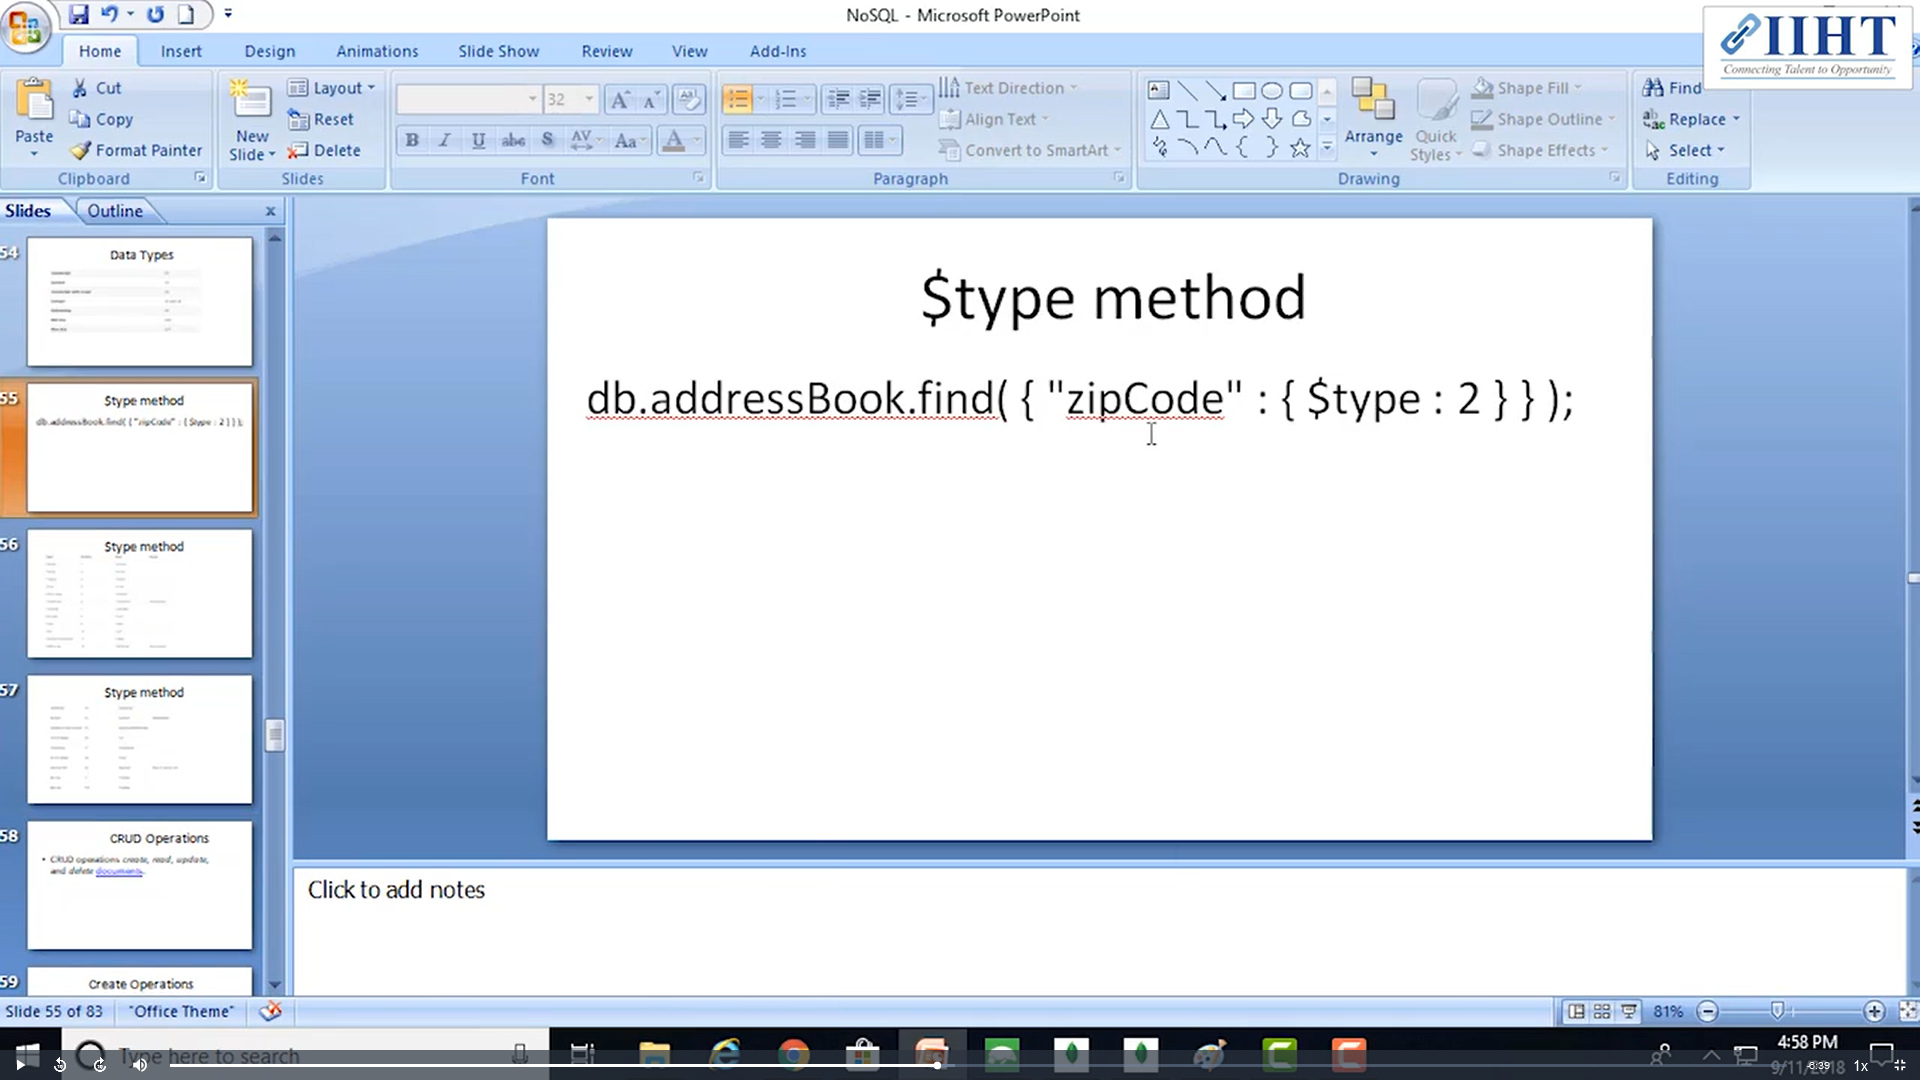 NoSQL - Microsoft PowerPoint
IIHT
Connecting Talent to Opportunity
Home Insert Design Animations Slide Show Review View Add-Ins
Cut
Copy
Format Painter
Paste
Clipboard
New Slide
Layout
Reset
Delete
Slides
32
B I U abc S AV Aa A
Font
Text Direction
Align Text
Convert to SmartArt
Paragraph
Arrange
Quick Styles
Shape Fill
Shape Outline
Shape Effects
Drawing
Find
Replace
Select
Editing
Slides Outline
54
Data Types
55
$type method
db.addressBook.find( { "zipCode" : { $type : 2 } } );
56
$type method
57
$type method
58
CRUD Operations
• CRUD operations create, read, update,
and delete documents.
59
Create Operations
$type method
db.addressBook.find( { "zipCode" : { $type : 2 } } );
Click to add notes
Slide 55 of 83 "Office Theme" 81%
Type here to search
4:58 PM
9/11/2018
-6:39 1x